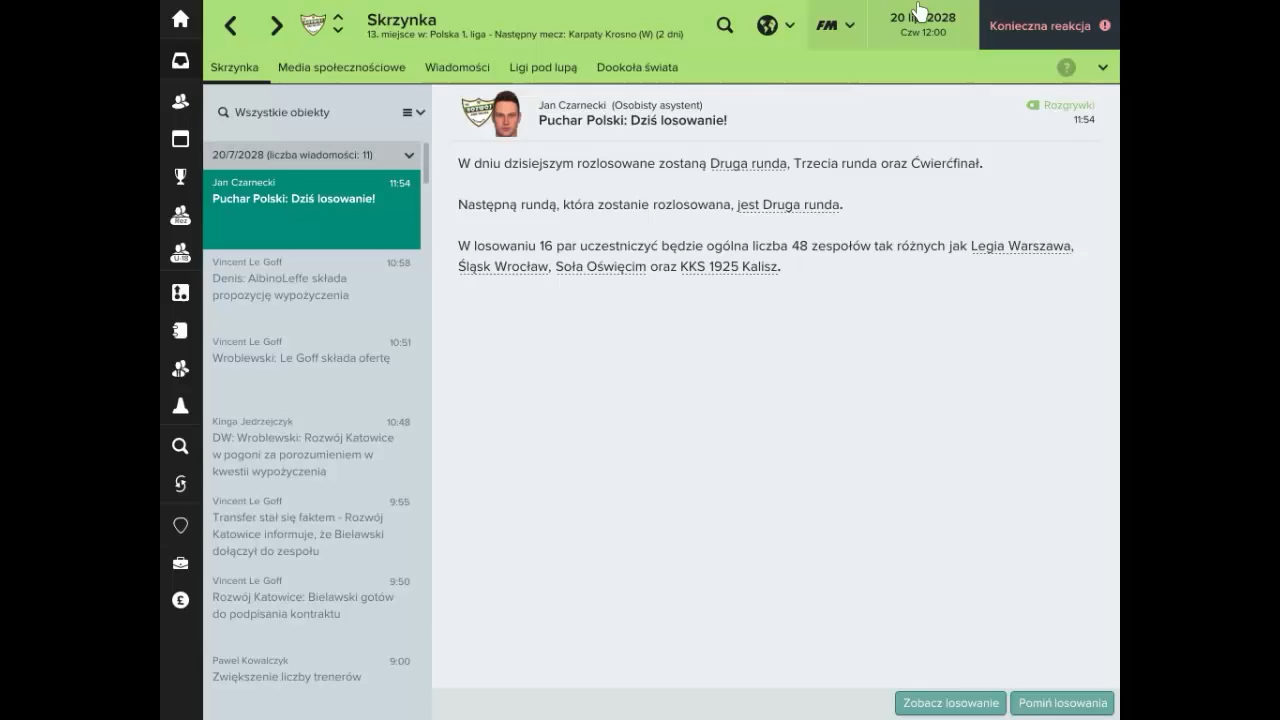 Skrzynka
13. miejsce w: Polska 1. liga - Następny mecz: Karpaty Krosno (W) (2 dni)
FM
2028
Czw 12:00
Konieczna reakcja
Skrzynka
Media społecznościowe
Wiadomości
Ligi pod lupą
Dookoła świata
?
Wszystkie obiekty
20/7/2028 (liczba wiadomości: 11)
Jan Czarnecki 11:54
Puchar Polski: Dziś losowanie!
Vincent Le Goff 10:58
Denis: AlbinoLeffe składa
propozycję wypożyczenia
Vincent Le Goff 10:51
Wroblewski: Le Goff składa ofertę
Kinga Jedrzejczyk 10:48
DW: Wroblewski: Rozwój Katowice
w pogoni za porozumieniem w
kwestii wypożyczenia
Vincent Le Goff 9:55
Transfer stał się faktem - Rozwój
Katowice informuje, że Bielawski
dołączył do zespołu
Vincent Le Goff 9:50
Rozwój Katowice: Bielawski gotów
do podpisania kontraktu
Pawel Kowalczyk 9:00
Zwiększenie liczby trenerów
Jan Czarnecki (Osobisty asystent)
Puchar Polski: Dziś losowanie!
Rozgrywki
11:54
W dniu dzisiejszym rozlosowane zostaną Druga runda, Trzecia runda oraz Ćwierćfinał.
Następną rundą, która zostanie rozlosowana, jest Druga runda.
W losowaniu 16 par uczestniczyć będzie ogólna liczba 48 zespołów tak różnych jak Legia Warszawa,
Śląsk Wrocław, Soła Oświęcim oraz KKS 1925 Kalisz.
Zobacz losowanie
Pomiń losowania
Roz
U-18